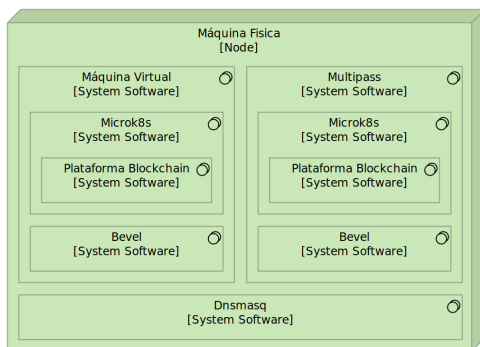 Máquina Fisica
[Node]
Máquina Virtual
[System Software]
Microk8s
[System Software]
Plataforma Blockchain
[System Software]
Bevel
[System Software]
Multipass
[System Software]
Microk8s
[System Software]
Plataforma Blockchain
[System Software]
Bevel
[System Software]
Dnsmasq
[System Software]